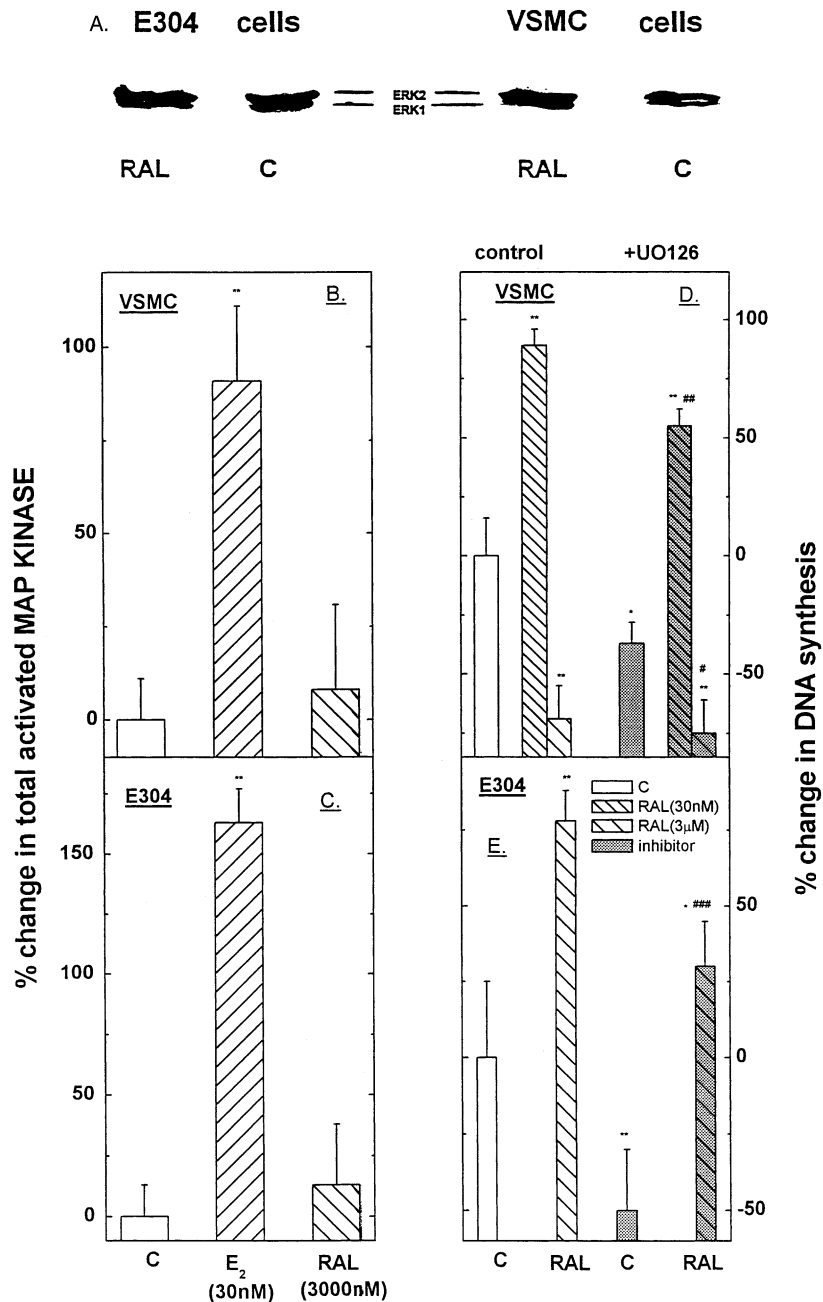 A. E304 cells VSMC cells
ERK2
ERK1
RAL C RAL C
control +UO126
VSMC B.
**
100
50
0
% change in total activated MAP KINASE
E304 C.
**
150
100
50
0
C E2 (30nM) RAL (3000nM)
VSMC D.
**
**
*
** ##
#
**
100
50
0
-50
% change in DNA synthesis
E304
E.
**
C
RAL(30nM)
RAL(3µM)
inhibitor
**
* ###
50
0
-50
C RAL C RAL